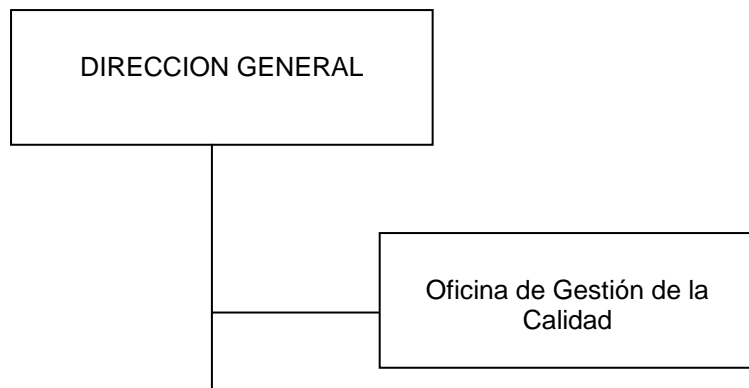 DIRECCION GENERAL
Oficina de Gestión de la
Calidad